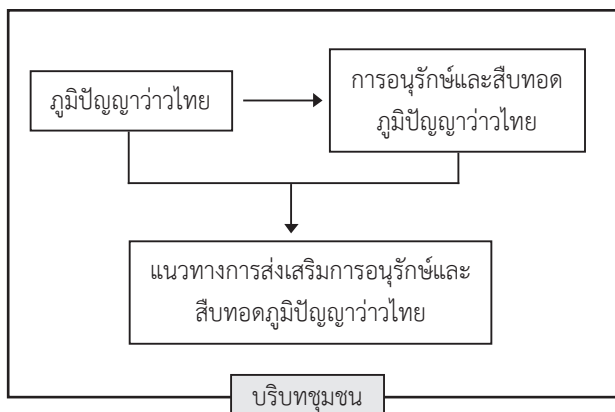 ภูมิปัญญาว่าวไทย
การอนุรักษ์และสืบทอด
ภูมิปัญญาว่าวไทย
แนวทางการส่งเสริมการอนุรักษ์และ
สืบทอดภูมิปัญญาว่าวไทย
บริบทชุมชน